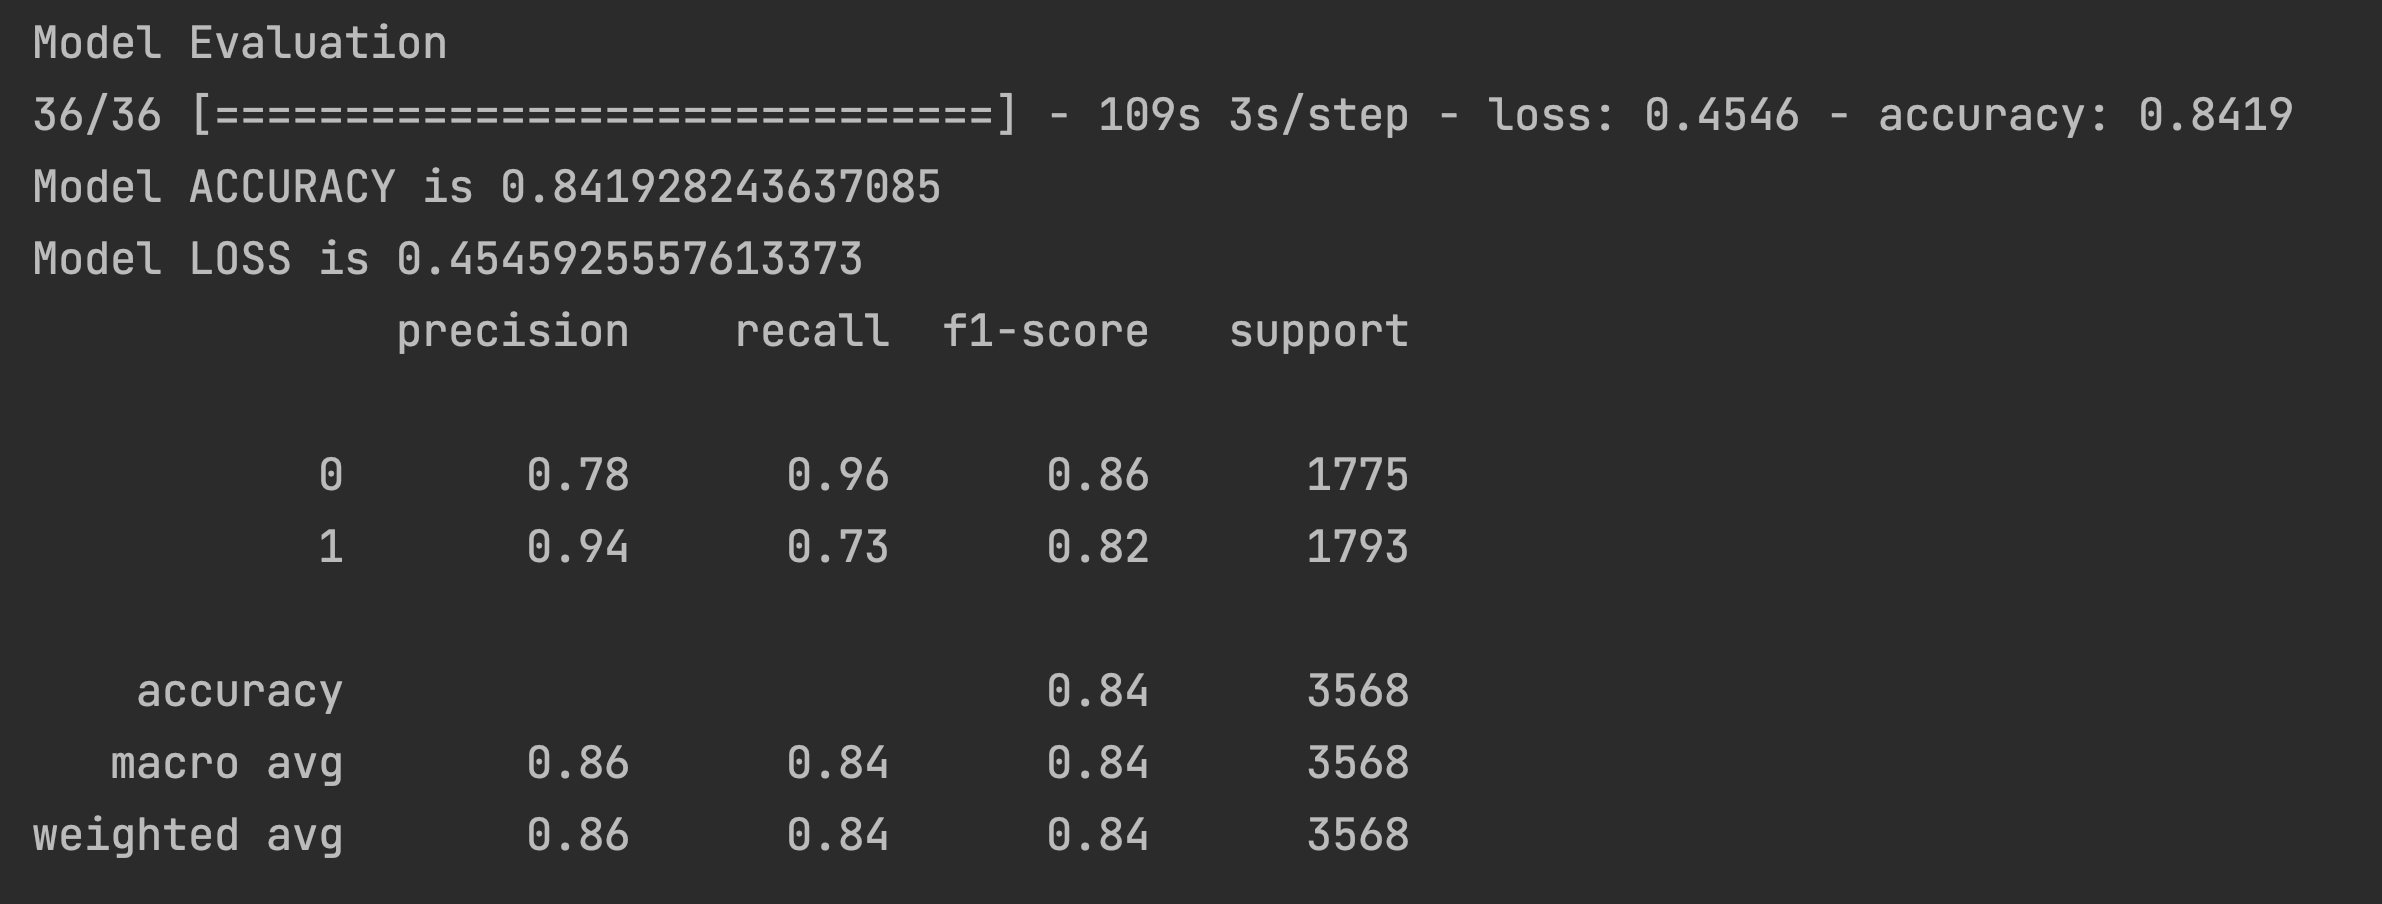 Model Evaluation
36/36 [==============================] - 109s 3s/step - loss: 0.4546 - accuracy: 0.8419
Model ACCURACY is 0.841928243637085
Model LOSS is 0.4545925557613373
              precision    recall  f1-score   support

           0       0.78      0.96      0.86      1775
           1       0.94      0.73      0.82      1793

    accuracy                           0.84      3568
   macro avg       0.86      0.84      0.84      3568
weighted avg       0.86      0.84      0.84      3568